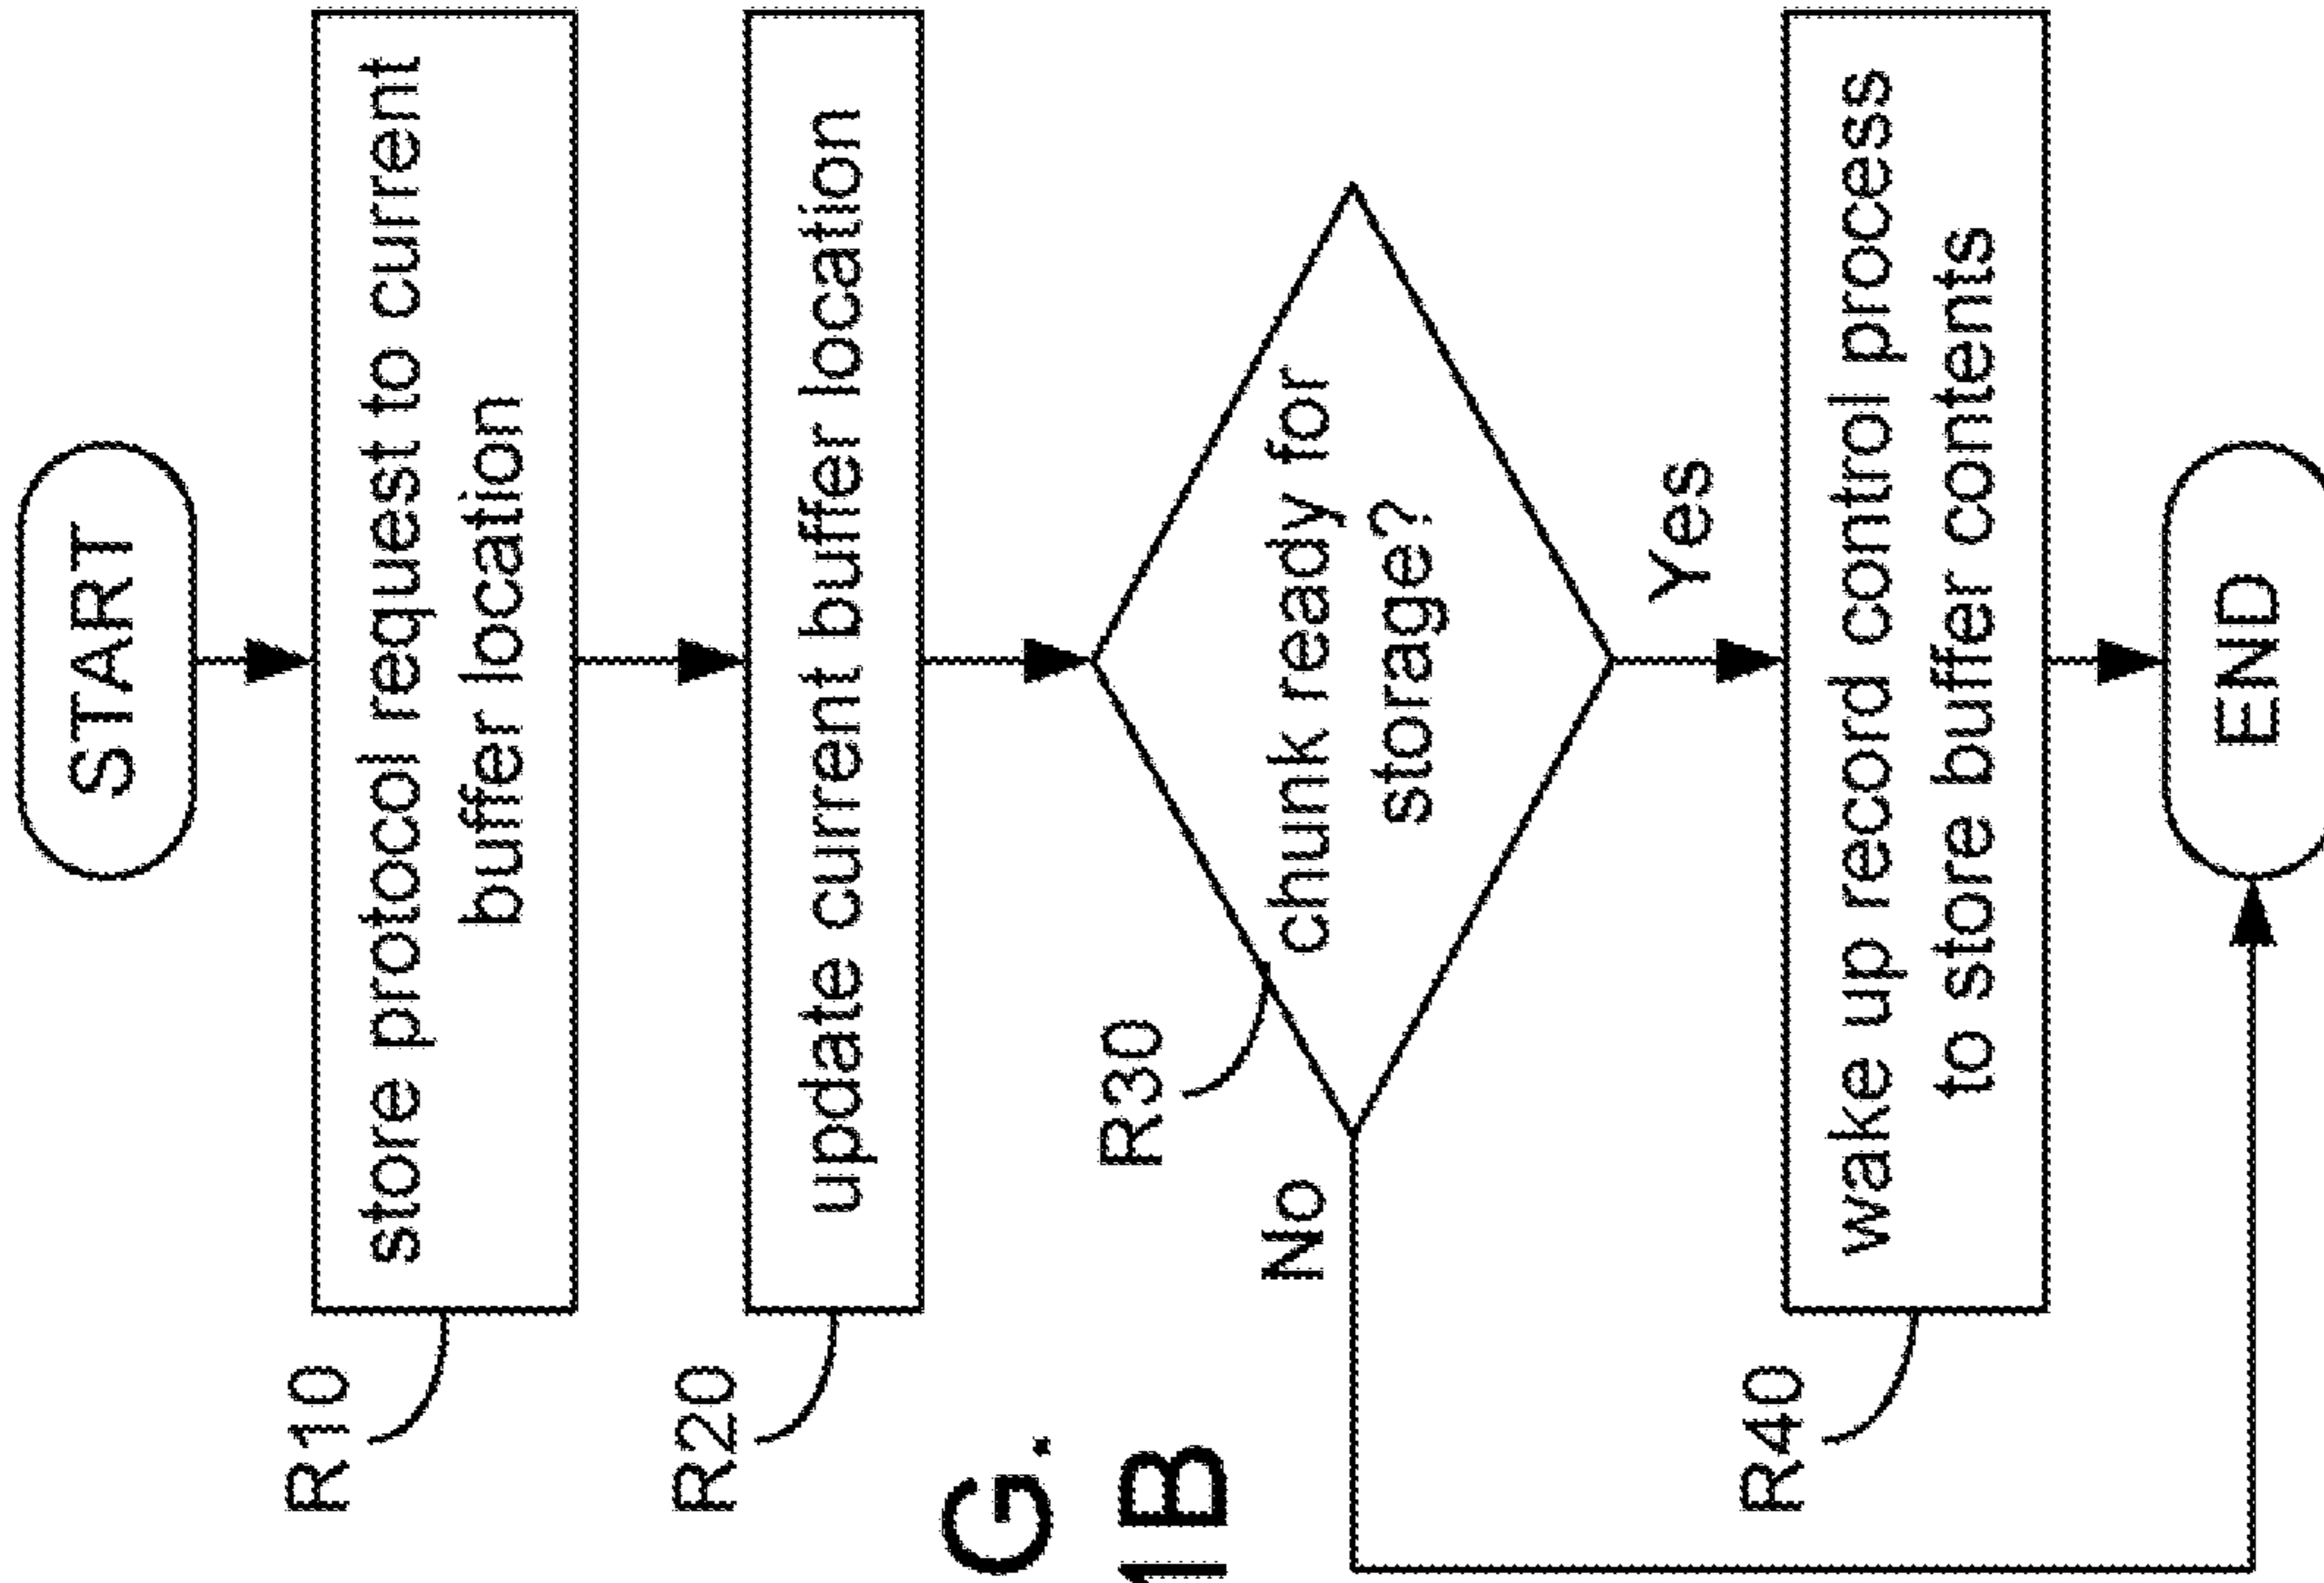 START
R10
store protocol request to current
buffer location
R20
update current buffer location
G.
1B
R30
chunk ready for
storage?
No
Yes
R40
wake up record control process
to store buffer contents
END